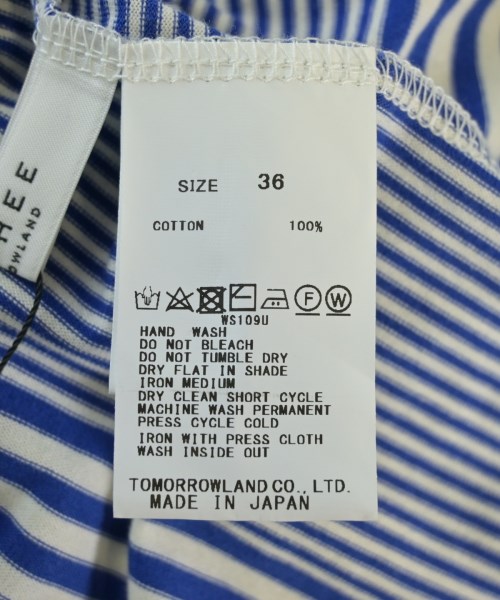 HEE
SIZE 36
COTTON 100%
F W
WS109U
HAND WASH
DO NOT BLEACH
DO NOT TUMBLE DRY
DRY FLAT IN SHADE
IRON MEDIUM
DRY CLEAN SHORT CYCLE
MACHINE WASH PERMANENT
PRESS CYCLE COLD
IRON WITH PRESS CLOTH
WASH INSIDE OUT
TOMORROWLAND CO., LTD.
MADE IN JAPAN